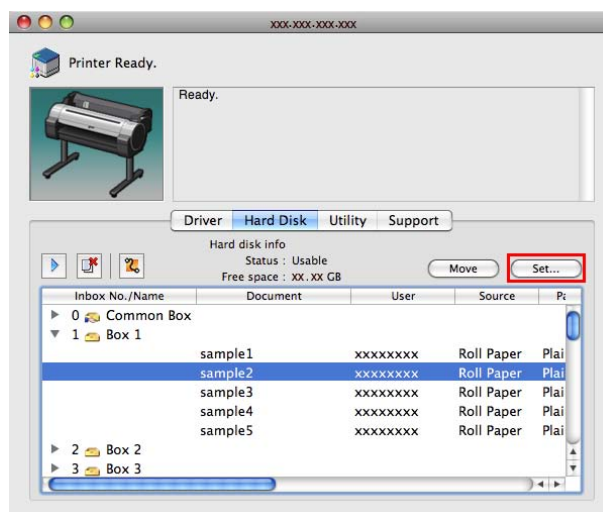 xxx.xxx.xxx.xxx
Printer Ready.
Ready.
Driver Hard Disk Utility Support
Hard disk info
Status : Usable
Free space : XX.XX GB
Move Set...
Inbox No./Name Document User Source Pa
0 Common Box
1 Box 1
sample1 xxxxxxxx Roll Paper Plai
sample2 xxxxxxxx Roll Paper Plai
sample3 xxxxxxxx Roll Paper Plai
sample4 xxxxxxxx Roll Paper Plai
sample5 xxxxxxxx Roll Paper Plai
2 Box 2
3 Box 3